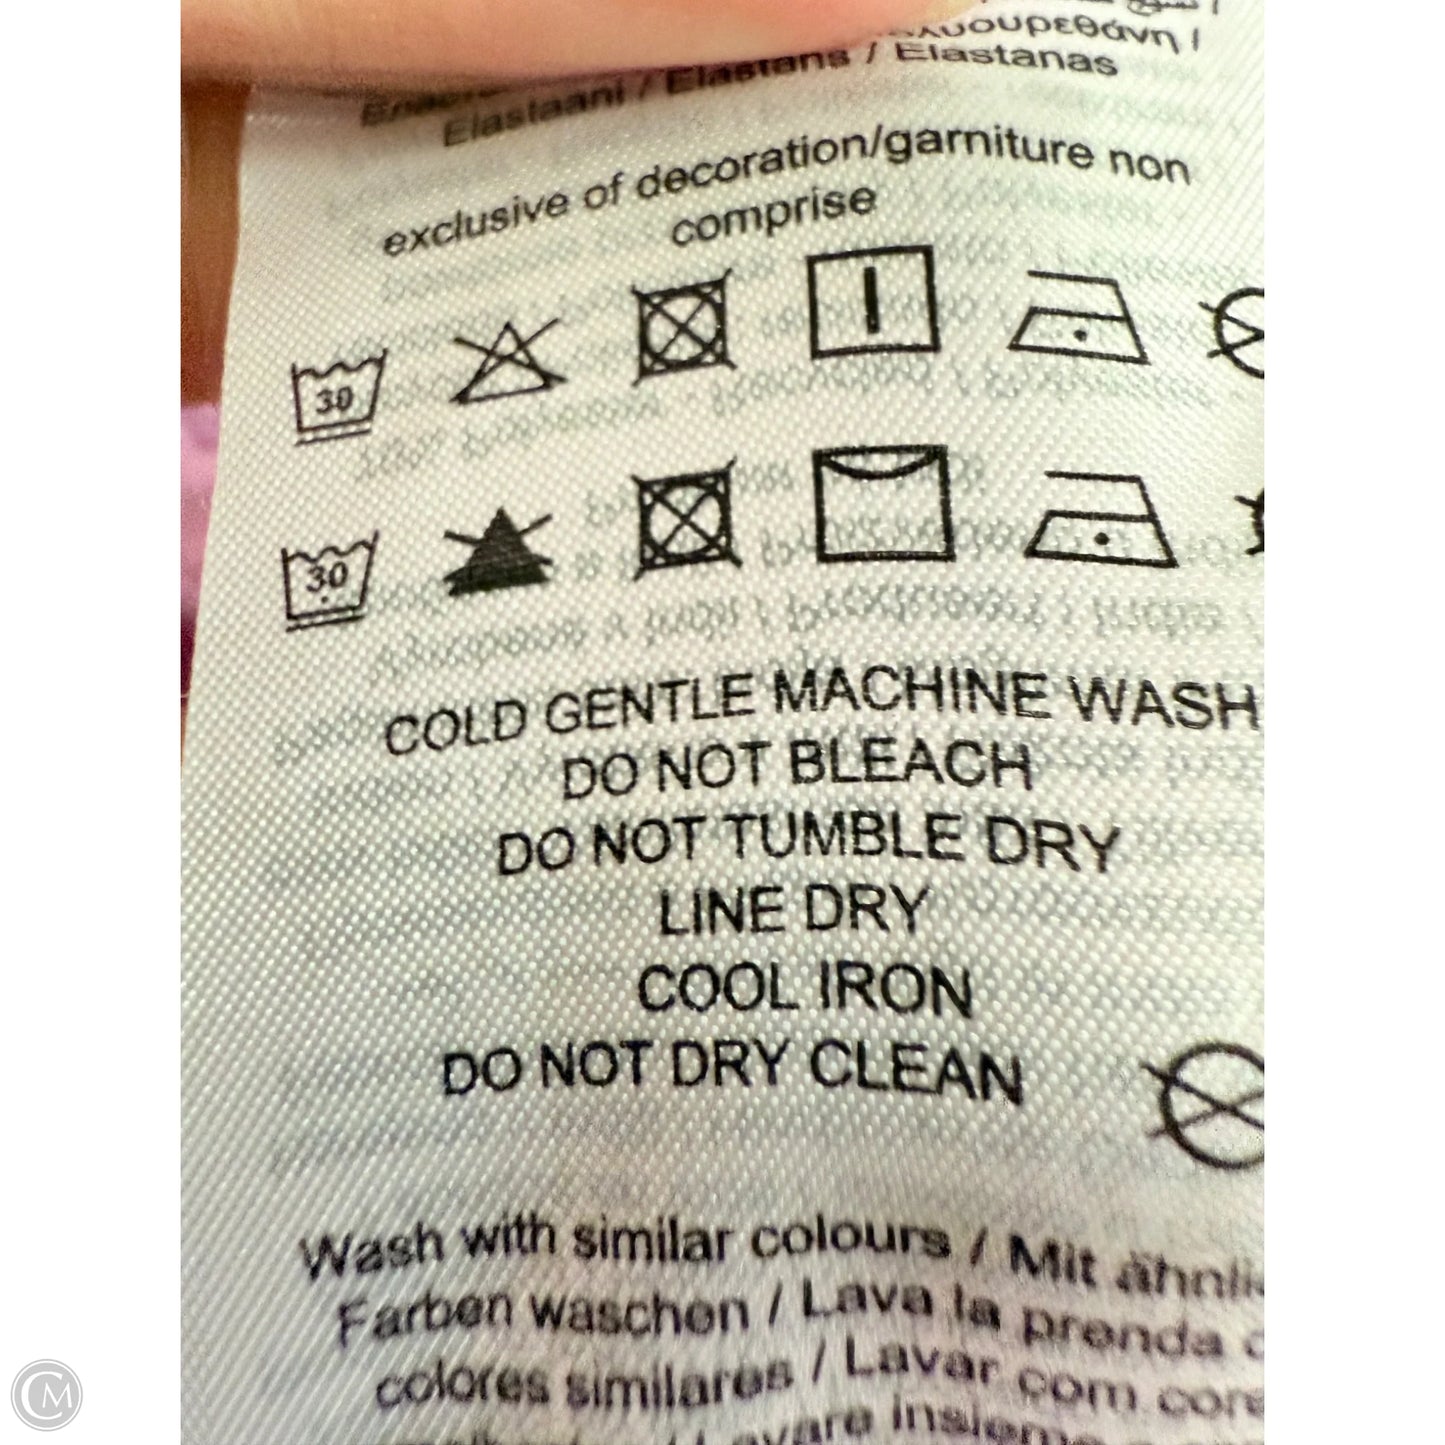 Elastaani / Elastans / Elastanas
exclusive of decoration/garniture non
comprise
30
30
COLD GENTLE MACHINE WASH
DO NOT BLEACH
DO NOT TUMBLE DRY
LINE DRY
COOL IRON
DO NOT DRY CLEAN
Wash with similar colours / Mit
Farben waschen / Lava la prenda
colores similares / Lavar com
CM